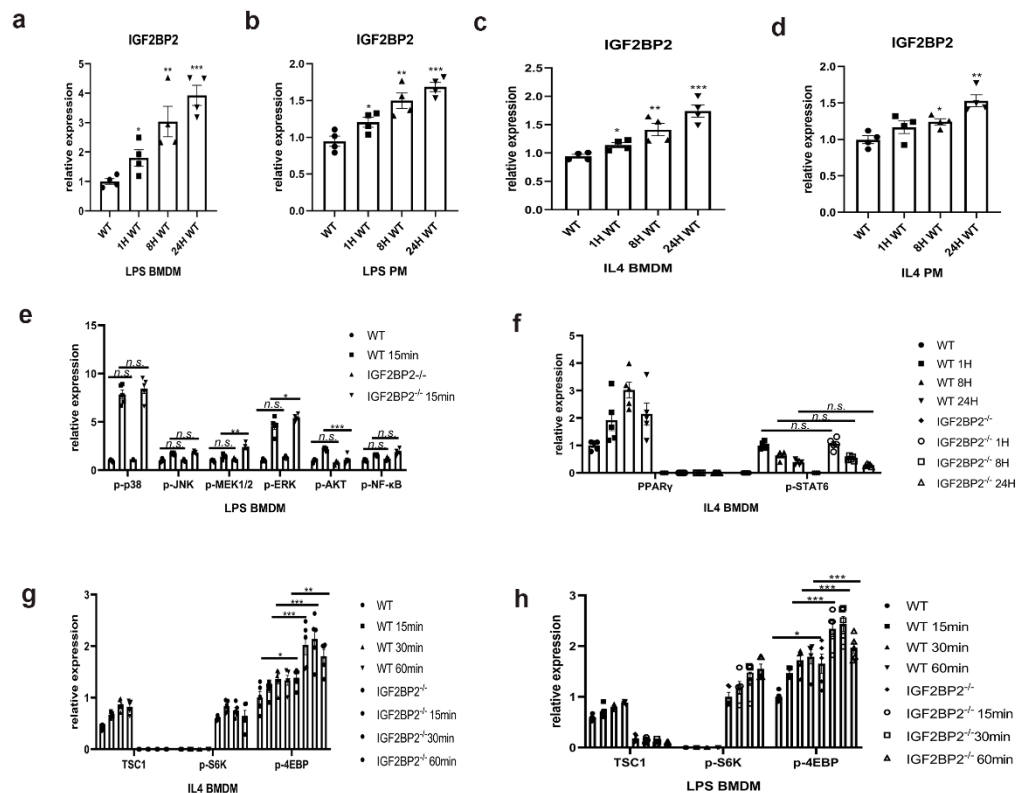 a
IGF2BP2
relative expression
5
4
3
2
1
0
*
**
***
WT
1H WT
8H WT
24H WT
LPS BMDM
b
IGF2BP2
relative expression
2.0
1.5
1.0
0.5
0.0
*
**
***
WT
1H WT
8H WT
24H WT
LPS PM
c
IGF2BP2
relative expression
2.5
2.0
1.5
1.0
0.5
0.0
*
**
***
WT
1H WT
8H WT
24H WT
IL4 BMDM
d
IGF2BP2
relative expression
2.0
1.5
1.0
0.5
0.0
*
**
WT
1H WT
8H WT
24H WT
IL4 PM
e
relative expression
15
10
5
0
n.s.
n.s.
n.s.
n.s.
n.s.
**
n.s.
*
n.s.
***
n.s.
n.s.
p-p38
p-JNK
p-MEK1/2
p-ERK
p-AKT
p-NF-κB
LPS BMDM
WT
WT 15min
IGF2BP2-/-
IGF2BP2-/- 15min
f
relative expression
5
4
3
2
1
0
n.s.
n.s.
n.s.
PPARγ
p-STAT6
IL4 BMDM
WT
WT 1H
WT 8H
WT 24H
IGF2BP2-/-
IGF2BP2-/- 1H
IGF2BP2-/- 8H
IGF2BP2-/- 24H
g
relative expression
3
2
1
0
*
***
***
**
TSC1
p-S6K
p-4EBP
IL4 BMDM
WT
WT 15min
WT 30min
WT 60min
IGF2BP2-/-
IGF2BP2-/- 15min
IGF2BP2-/-30min
IGF2BP2-/- 60min
h
relative expression
3
2
1
0
*
***
***
***
TSC1
p-S6K
p-4EBP
LPS BMDM
WT
WT 15min
WT 30min
WT 60min
IGF2BP2-/-
IGF2BP2-/- 15min
IGF2BP2-/-30min
IGF2BP2-/- 60min